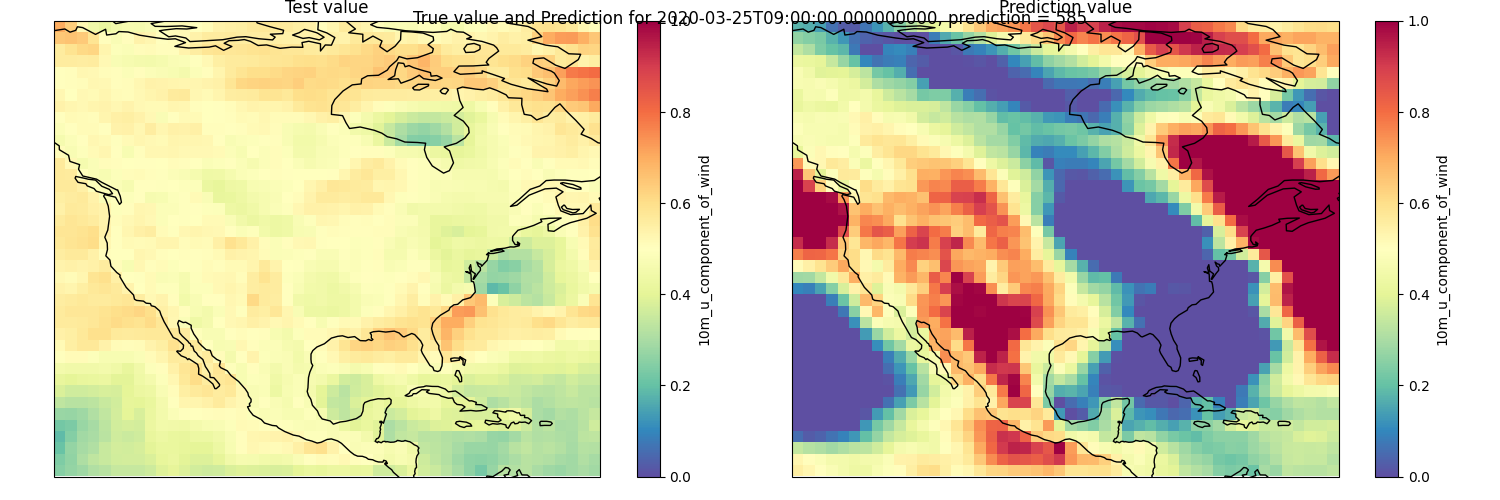 True value and Prediction for 2020-03-25T09:00:00.000000000, prediction = 585
Test value
1.0
0.8
0.6
0.4
0.2
0.0
10m_u_component_of_wind
Prediction value
1.0
0.8
0.6
0.4
0.2
0.0
10m_u_component_of_wind